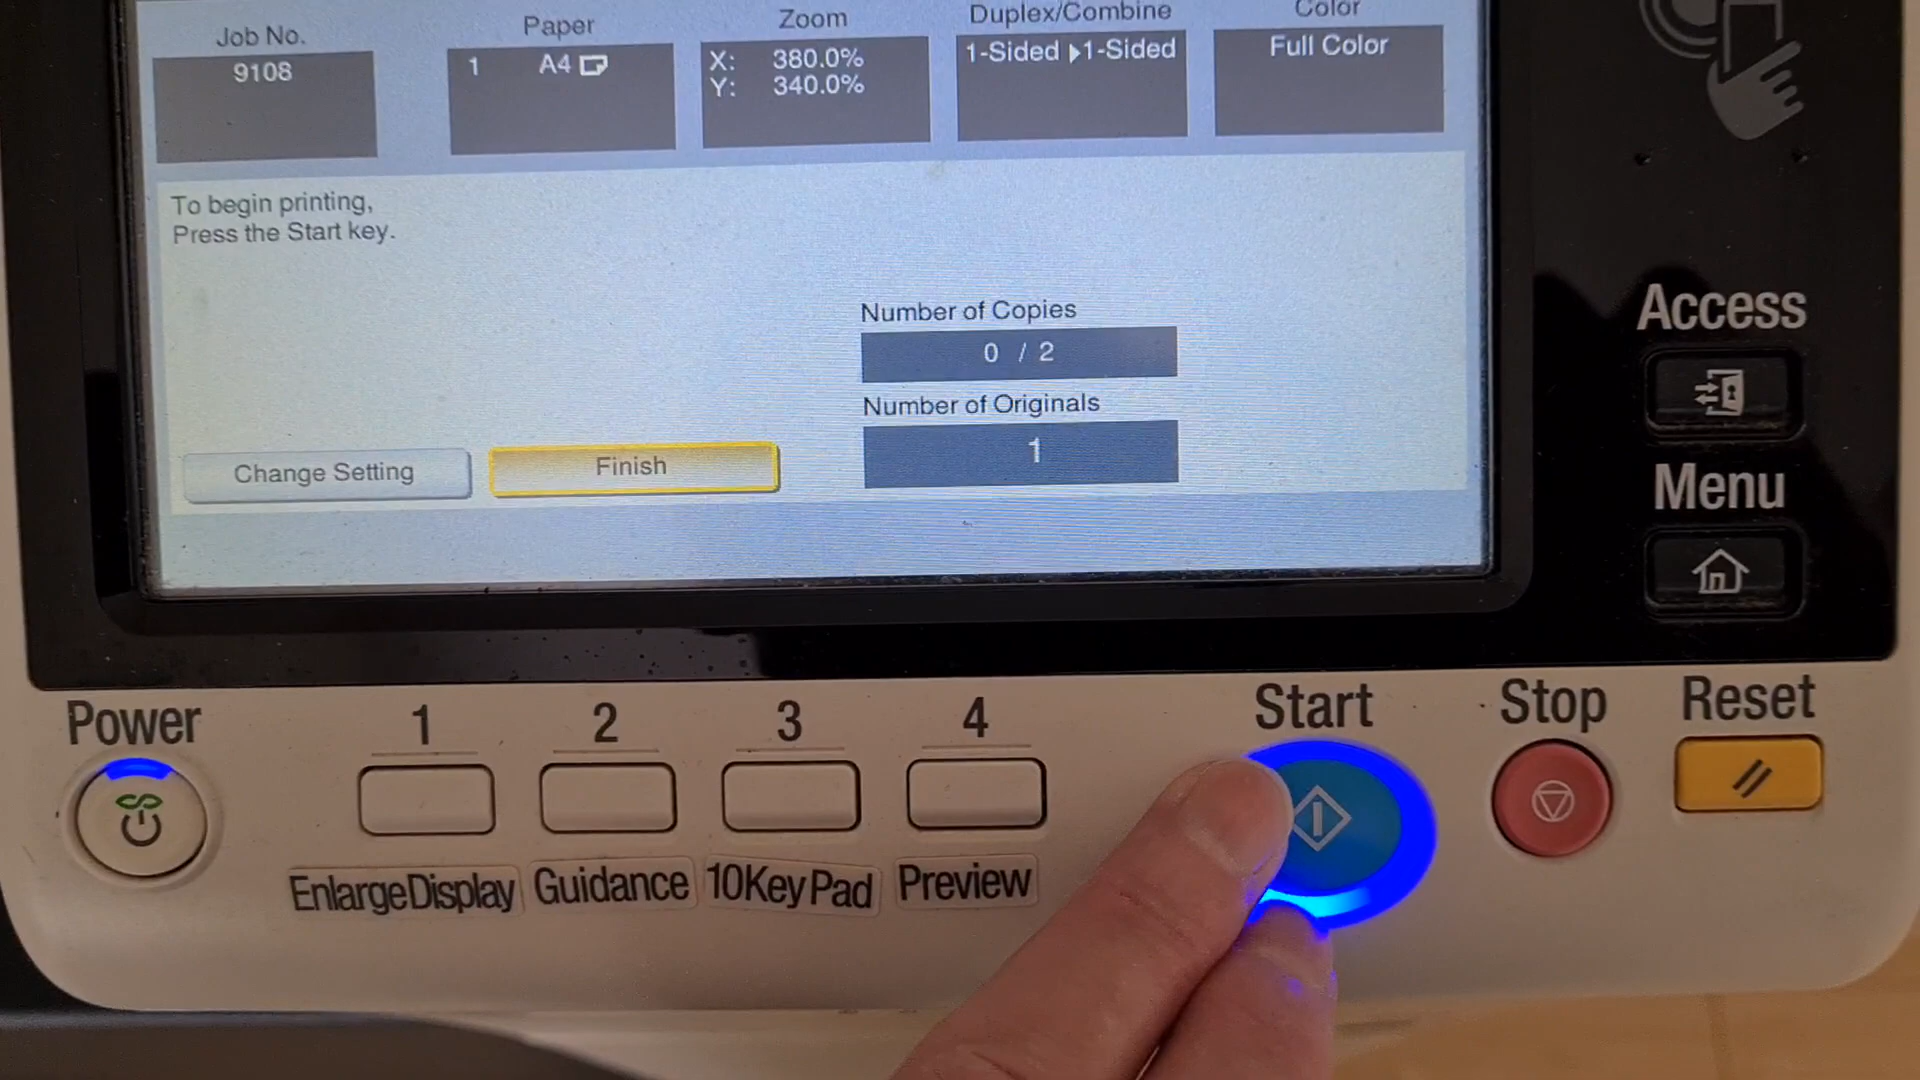 Job No.
9108
Paper
1 A4
Zoom
X: 380.0%
Y: 340.0%
Duplex/Combine
1-Sided 1-Sided
Color
Full Color
To begin printing,
Press the Start key.
Number of Copies
0 / 2
Number of Originals
1
Change Setting
Finish
Access
Menu
Power
1
2
3
4
Start
Stop
Reset
EnlargeDisplay
Guidance
10KeyPad
Preview